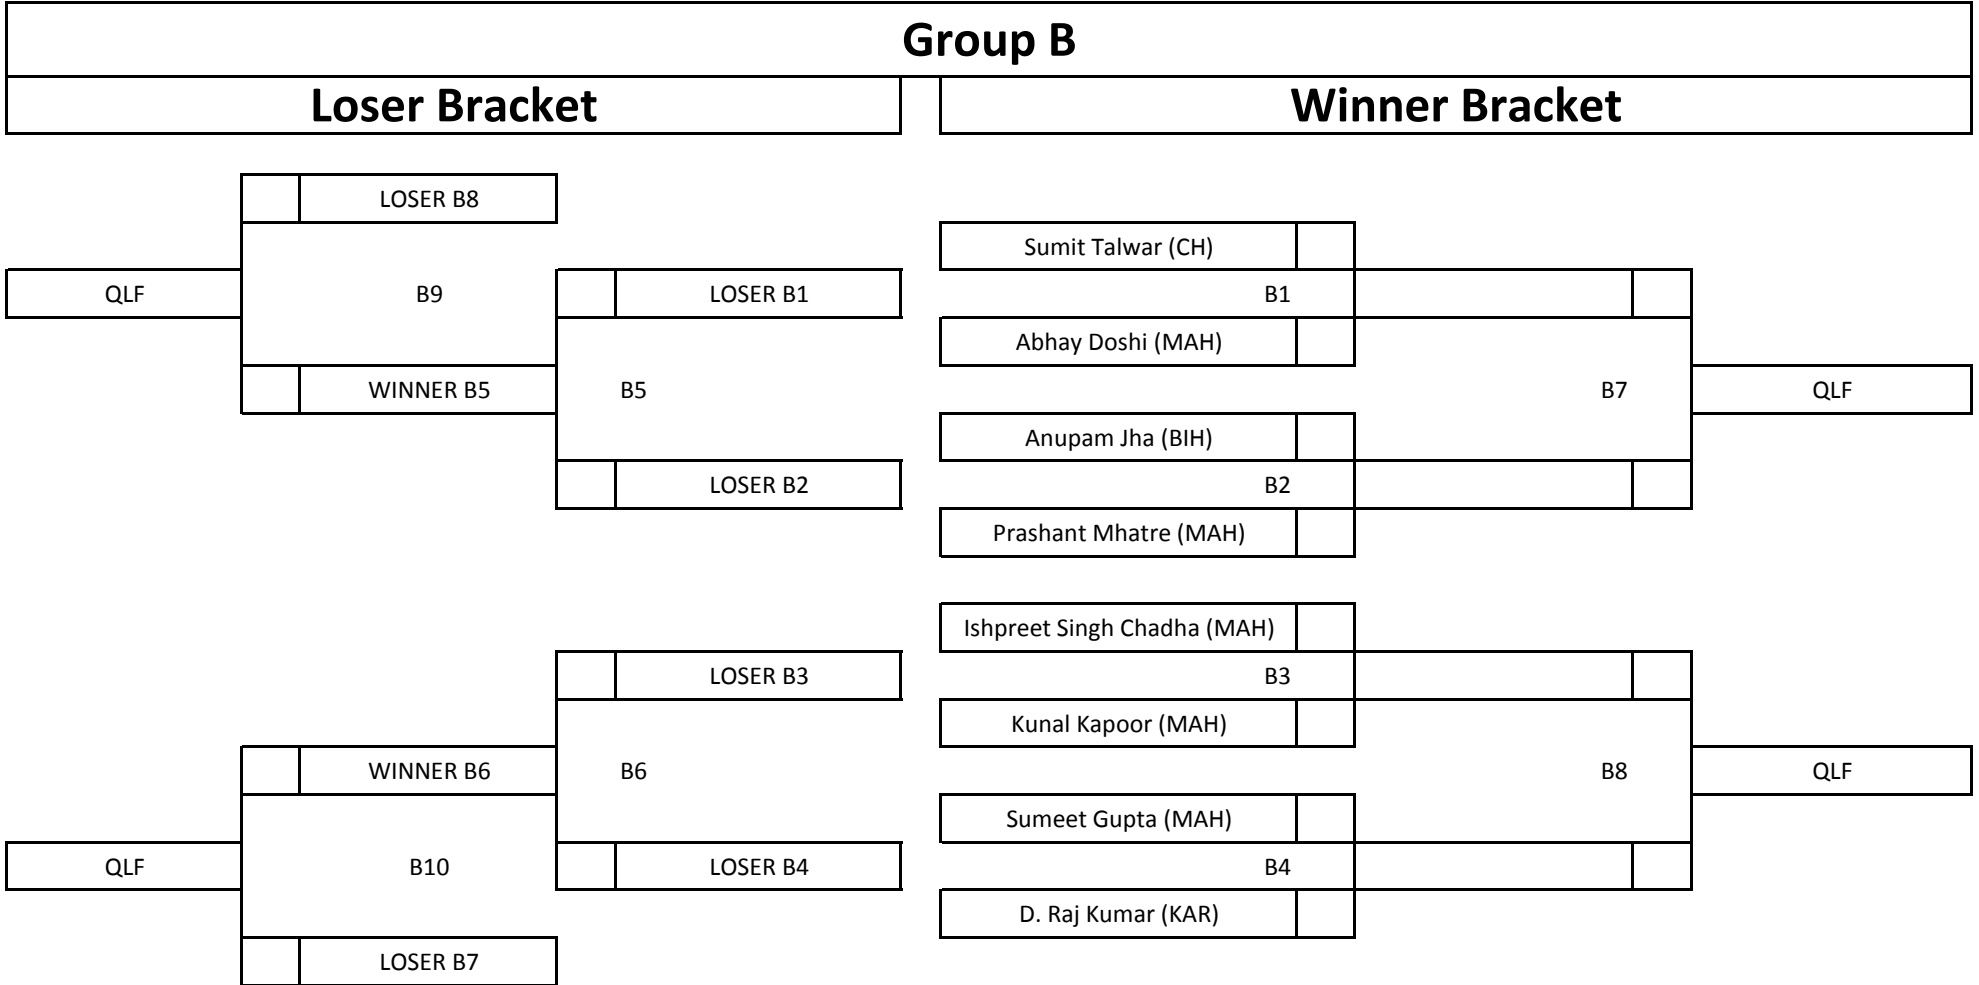 Group B
Loser Bracket
Winner Bracket
LOSER B8
QLF
B9
LOSER B1
WINNER B5
B5
LOSER B2
LOSER B3
WINNER B6
B6
QLF
B10
LOSER B4
LOSER B7
Sumit Talwar (CH)
B1
Abhay Doshi (MAH)
B7
QLF
Anupam Jha (BIH)
B2
Prashant Mhatre (MAH)
Ishpreet Singh Chadha (MAH)
B3
Kunal Kapoor (MAH)
B8
QLF
Sumeet Gupta (MAH)
B4
D. Raj Kumar (KAR)